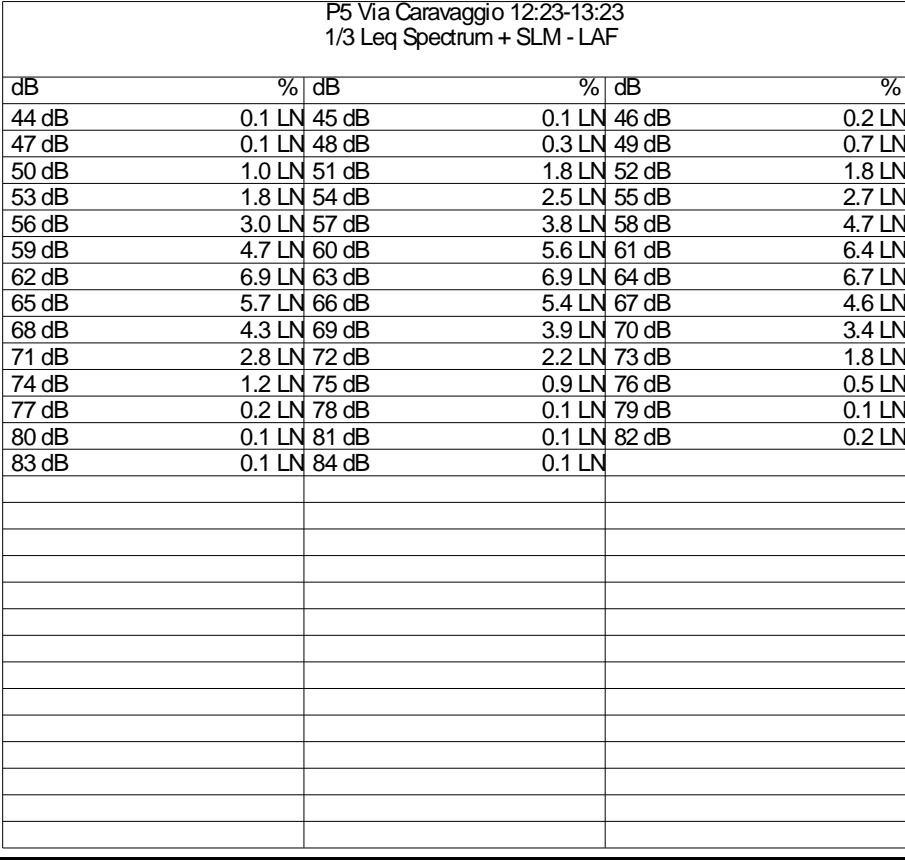 P5 Via Caravaggio 12:23-13:23
1/3 Leq Spectrum + SLM - LAF
dB % dB % dB %
44 dB 0.1 LN 45 dB 0.1 LN 46 dB 0.2 LN
47 dB 0.1 LN 48 dB 0.3 LN 49 dB 0.7 LN
50 dB 1.0 LN 51 dB 1.8 LN 52 dB 1.8 LN
53 dB 1.8 LN 54 dB 2.5 LN 55 dB 2.7 LN
56 dB 3.0 LN 57 dB 3.8 LN 58 dB 4.7 LN
59 dB 4.7 LN 60 dB 5.6 LN 61 dB 6.4 LN
62 dB 6.9 LN 63 dB 6.9 LN 64 dB 6.7 LN
65 dB 5.7 LN 66 dB 5.4 LN 67 dB 4.6 LN
68 dB 4.3 LN 69 dB 3.9 LN 70 dB 3.4 LN
71 dB 2.8 LN 72 dB 2.2 LN 73 dB 1.8 LN
74 dB 1.2 LN 75 dB 0.9 LN 76 dB 0.5 LN
77 dB 0.2 LN 78 dB 0.1 LN 79 dB 0.1 LN
80 dB 0.1 LN 81 dB 0.1 LN 82 dB 0.2 LN
83 dB 0.1 LN 84 dB 0.1 LN